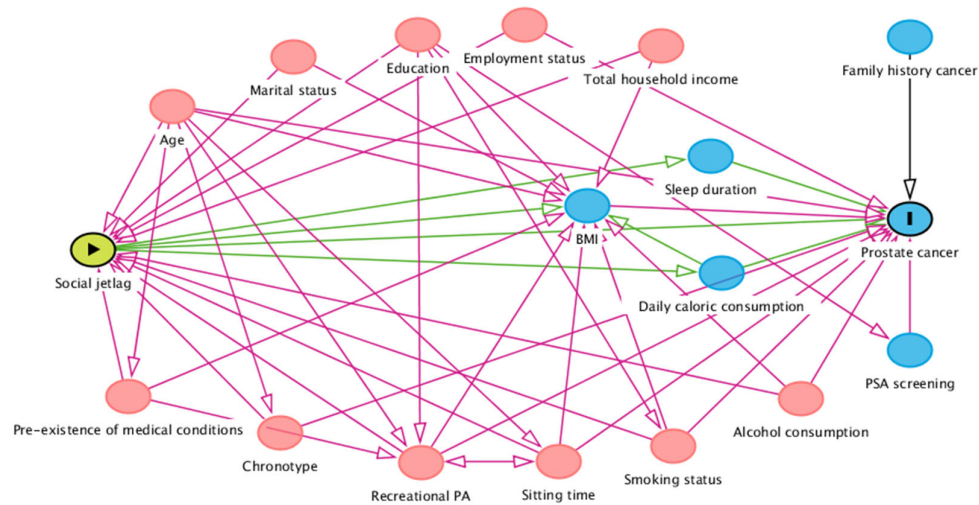 Employment status
Education
Total household income
Family history cancer
Marital status
Age
Sleep duration
BMI
Prostate cancer
Social jetlag
Daily caloric consumption
PSA screening
Pre-existence of medical conditions
Alcohol consumption
Chronotype
Smoking status
Recreational PA
Sitting time